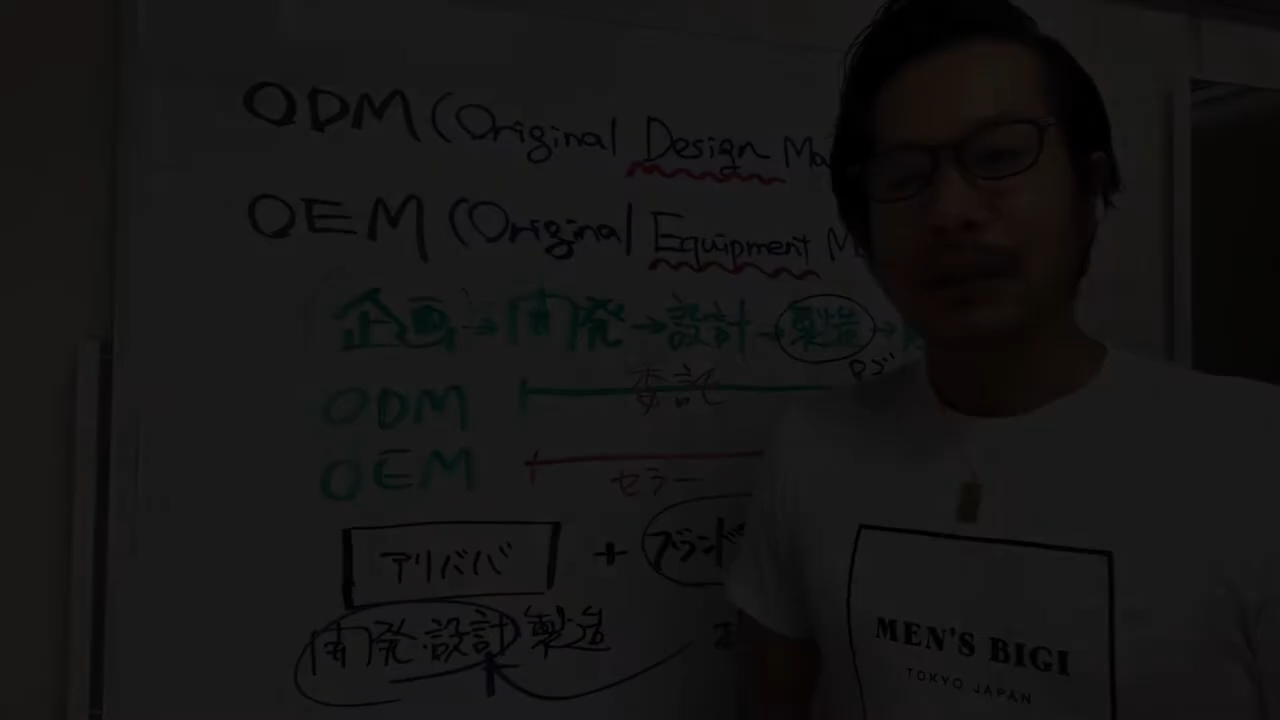 ODM (Original Design Ma
OEM (Original Equipment M
企画→開発→設計→製造→
ロゴ
ODM 委託
OEM セラー
アリババ + ブランド
開発・設計 製造
MEN'S BIGI
TOKYO JAPAN